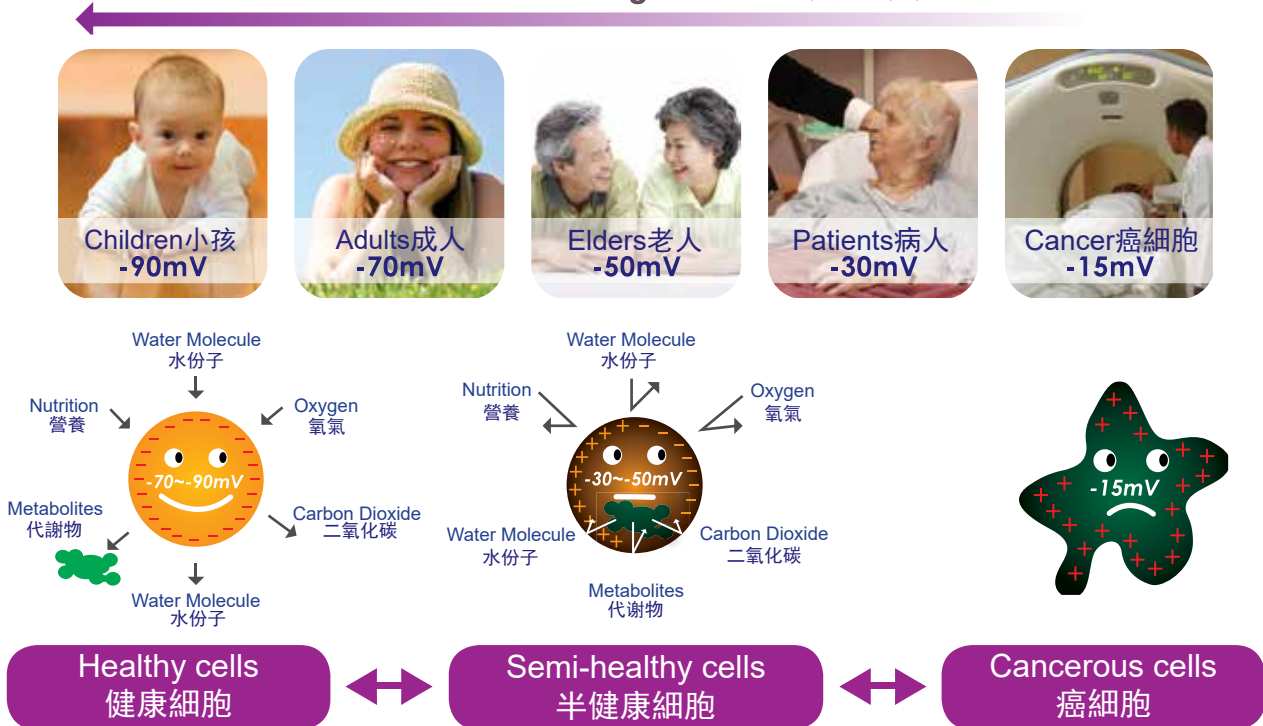 Children小孩
-90mV
Adults成人
-70mV
Elders老人
-50mV
Patients病人
-30mV
Cancer癌細胞
-15mV
Water Molecule
水份子
Nutrition
營養
Oxygen
氧氣
-70~-90mV
Metabolites
代謝物
Carbon Dioxide
二氧化碳
Water Molecule
水份子
Water Molecule
水份子
Nutrition
營養
Oxygen
氧氣
-30~-50mV
Water Molecule
水份子
Carbon Dioxide
二氧化碳
Metabolites
代谢物
-15mV
Healthy cells
健康細胞
Semi-healthy cells
半健康細胞
Cancerous cells
癌細胞